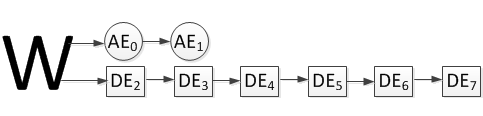 W
AE₀ AE₁
DE₂ DE₃ DE₄ DE₅ DE₆ DE₇